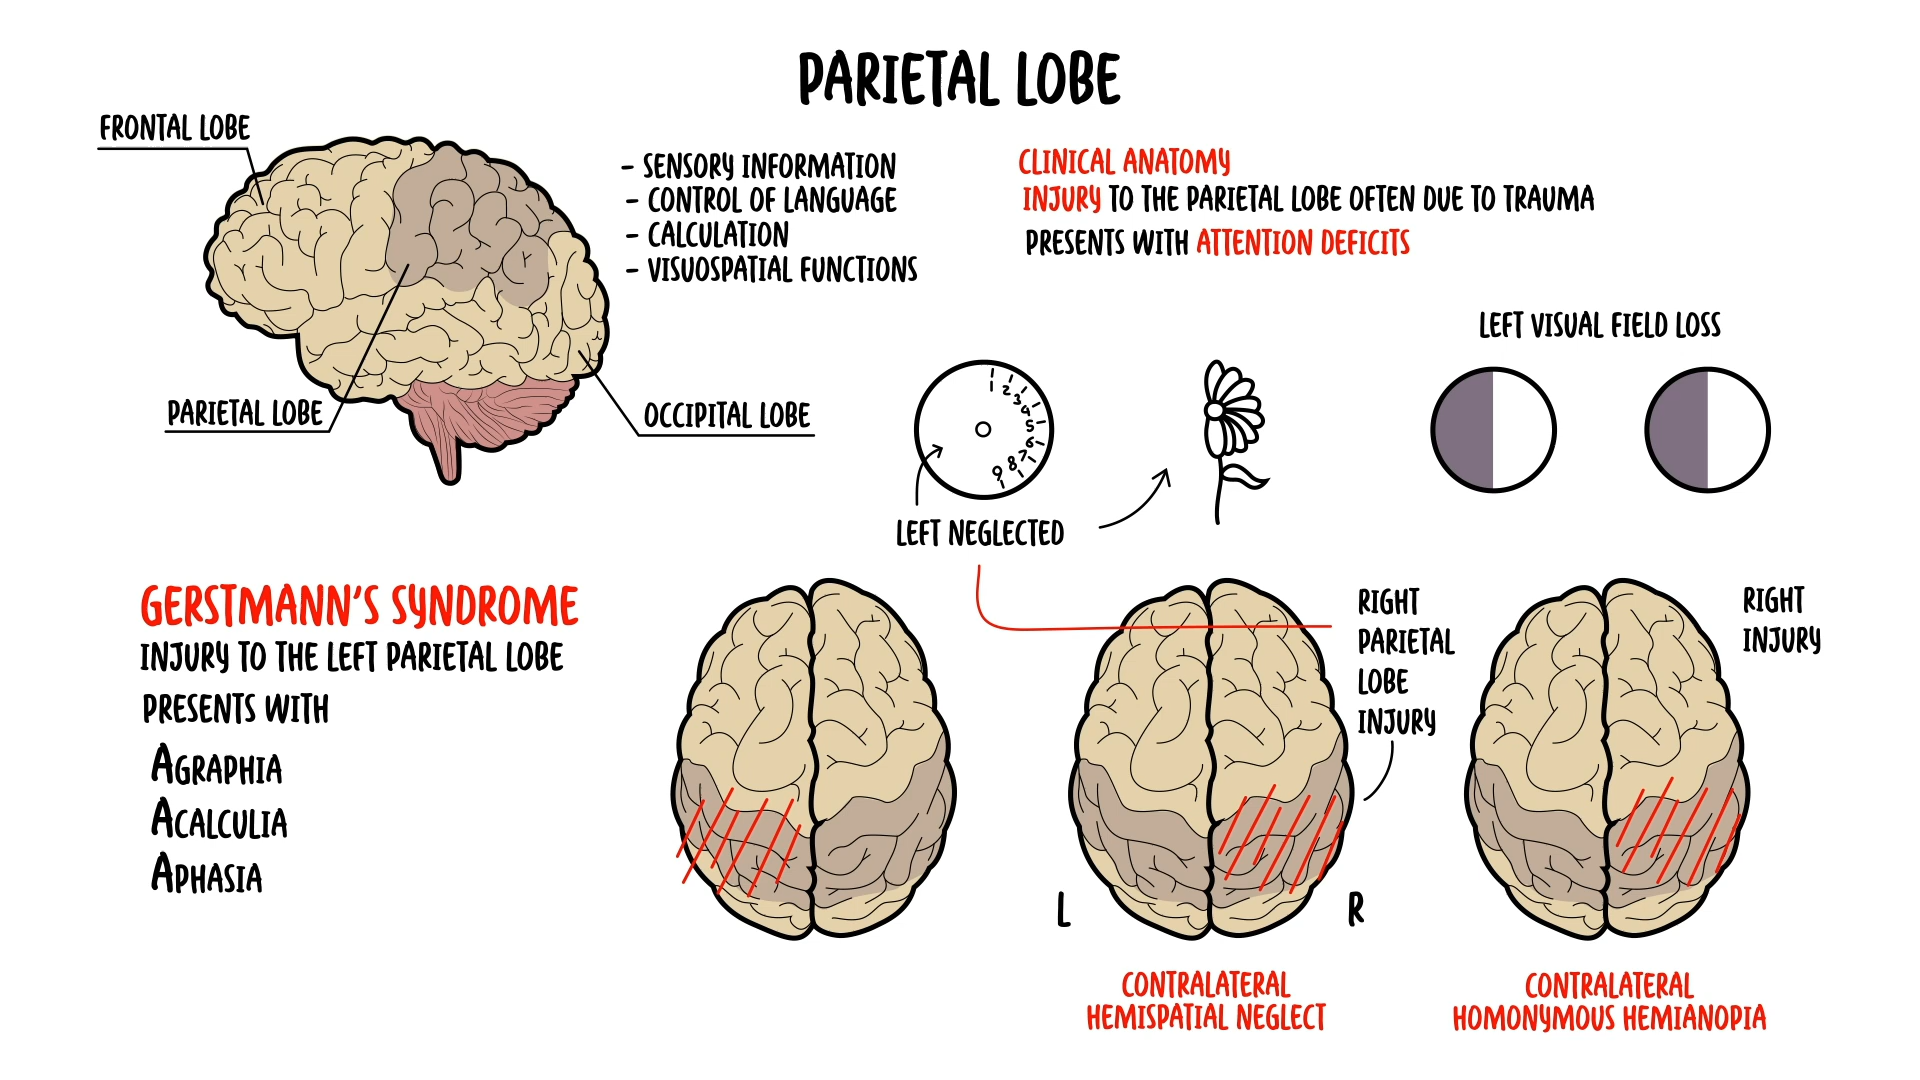 PARIETAL LOBE
FRONTAL LOBE
- SENSORY INFORMATION
- CONTROL OF LANGUAGE
- CALCULATION
- VISUOSPATIAL FUNCTIONS
CLINICAL ANATOMY
INJURY TO THE PARIETAL LOBE OFTEN DUE TO TRAUMA
PRESENTS WITH ATTENTION DEFICITS
PARIETAL LOBE
OCCIPITAL LOBE
1
2
3
4
5
6
7
8
9
LEFT NEGLECTED
LEFT VISUAL FIELD LOSS
GERSTMANN'S SYNDROME
INJURY TO THE LEFT PARIETAL LOBE
PRESENTS WITH
AGRAPHIA
ACALCULIA
APHASIA
RIGHT
PARIETAL
LOBE
INJURY
RIGHT
INJURY
L
R
CONTRALATERAL
HEMISPATIAL NEGLECT
CONTRALATERAL
HOMONYMOUS HEMIANOPIA